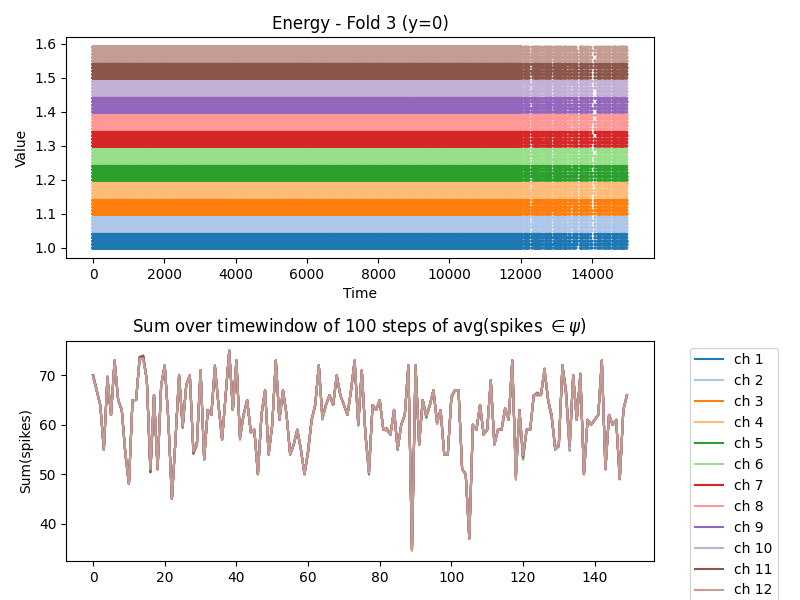 Energy - Fold 3 (y=0)
Value
1.6
1.5
1.4
1.3
1.2
1.1
1.0
0 2000 4000 6000 8000 10000 12000 14000
Time
Sum over timewindow of 100 steps of avg(spikes ∈ ψ)
Sum(spikes)
70
60
50
40
0 20 40 60 80 100 120 140
ch 1
ch 2
ch 3
ch 4
ch 5
ch 6
ch 7
ch 8
ch 9
ch 10
ch 11
ch 12